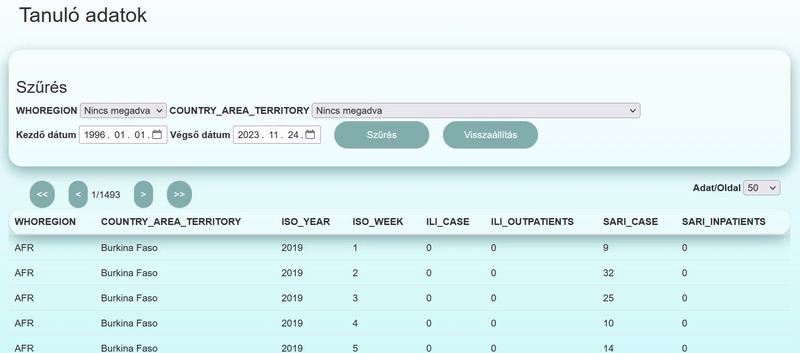 Tanuló adatok
Szűrés
WHOREGION Nincs megadva COUNTRY_AREA_TERRITORY Nincs megadva
Kezdő dátum 1996 . 01 . 01 . Végső dátum 2023 . 11 . 24 . Szűrés Visszaállítás
<< < 1/1493 > >> Adat/Oldal 50
WHOREGION COUNTRY_AREA_TERRITORY ISO_YEAR ISO_WEEK ILI_CASE ILI_OUTPATIENTS SARI_CASE SARI_INPATIENTS
AFR Burkina Faso 2019 1 0 0 9 0
AFR Burkina Faso 2019 2 0 0 32 0
AFR Burkina Faso 2019 3 0 0 25 0
AFR Burkina Faso 2019 4 0 0 10 0
AFR Burkina Faso 2019 5 0 0 14 0